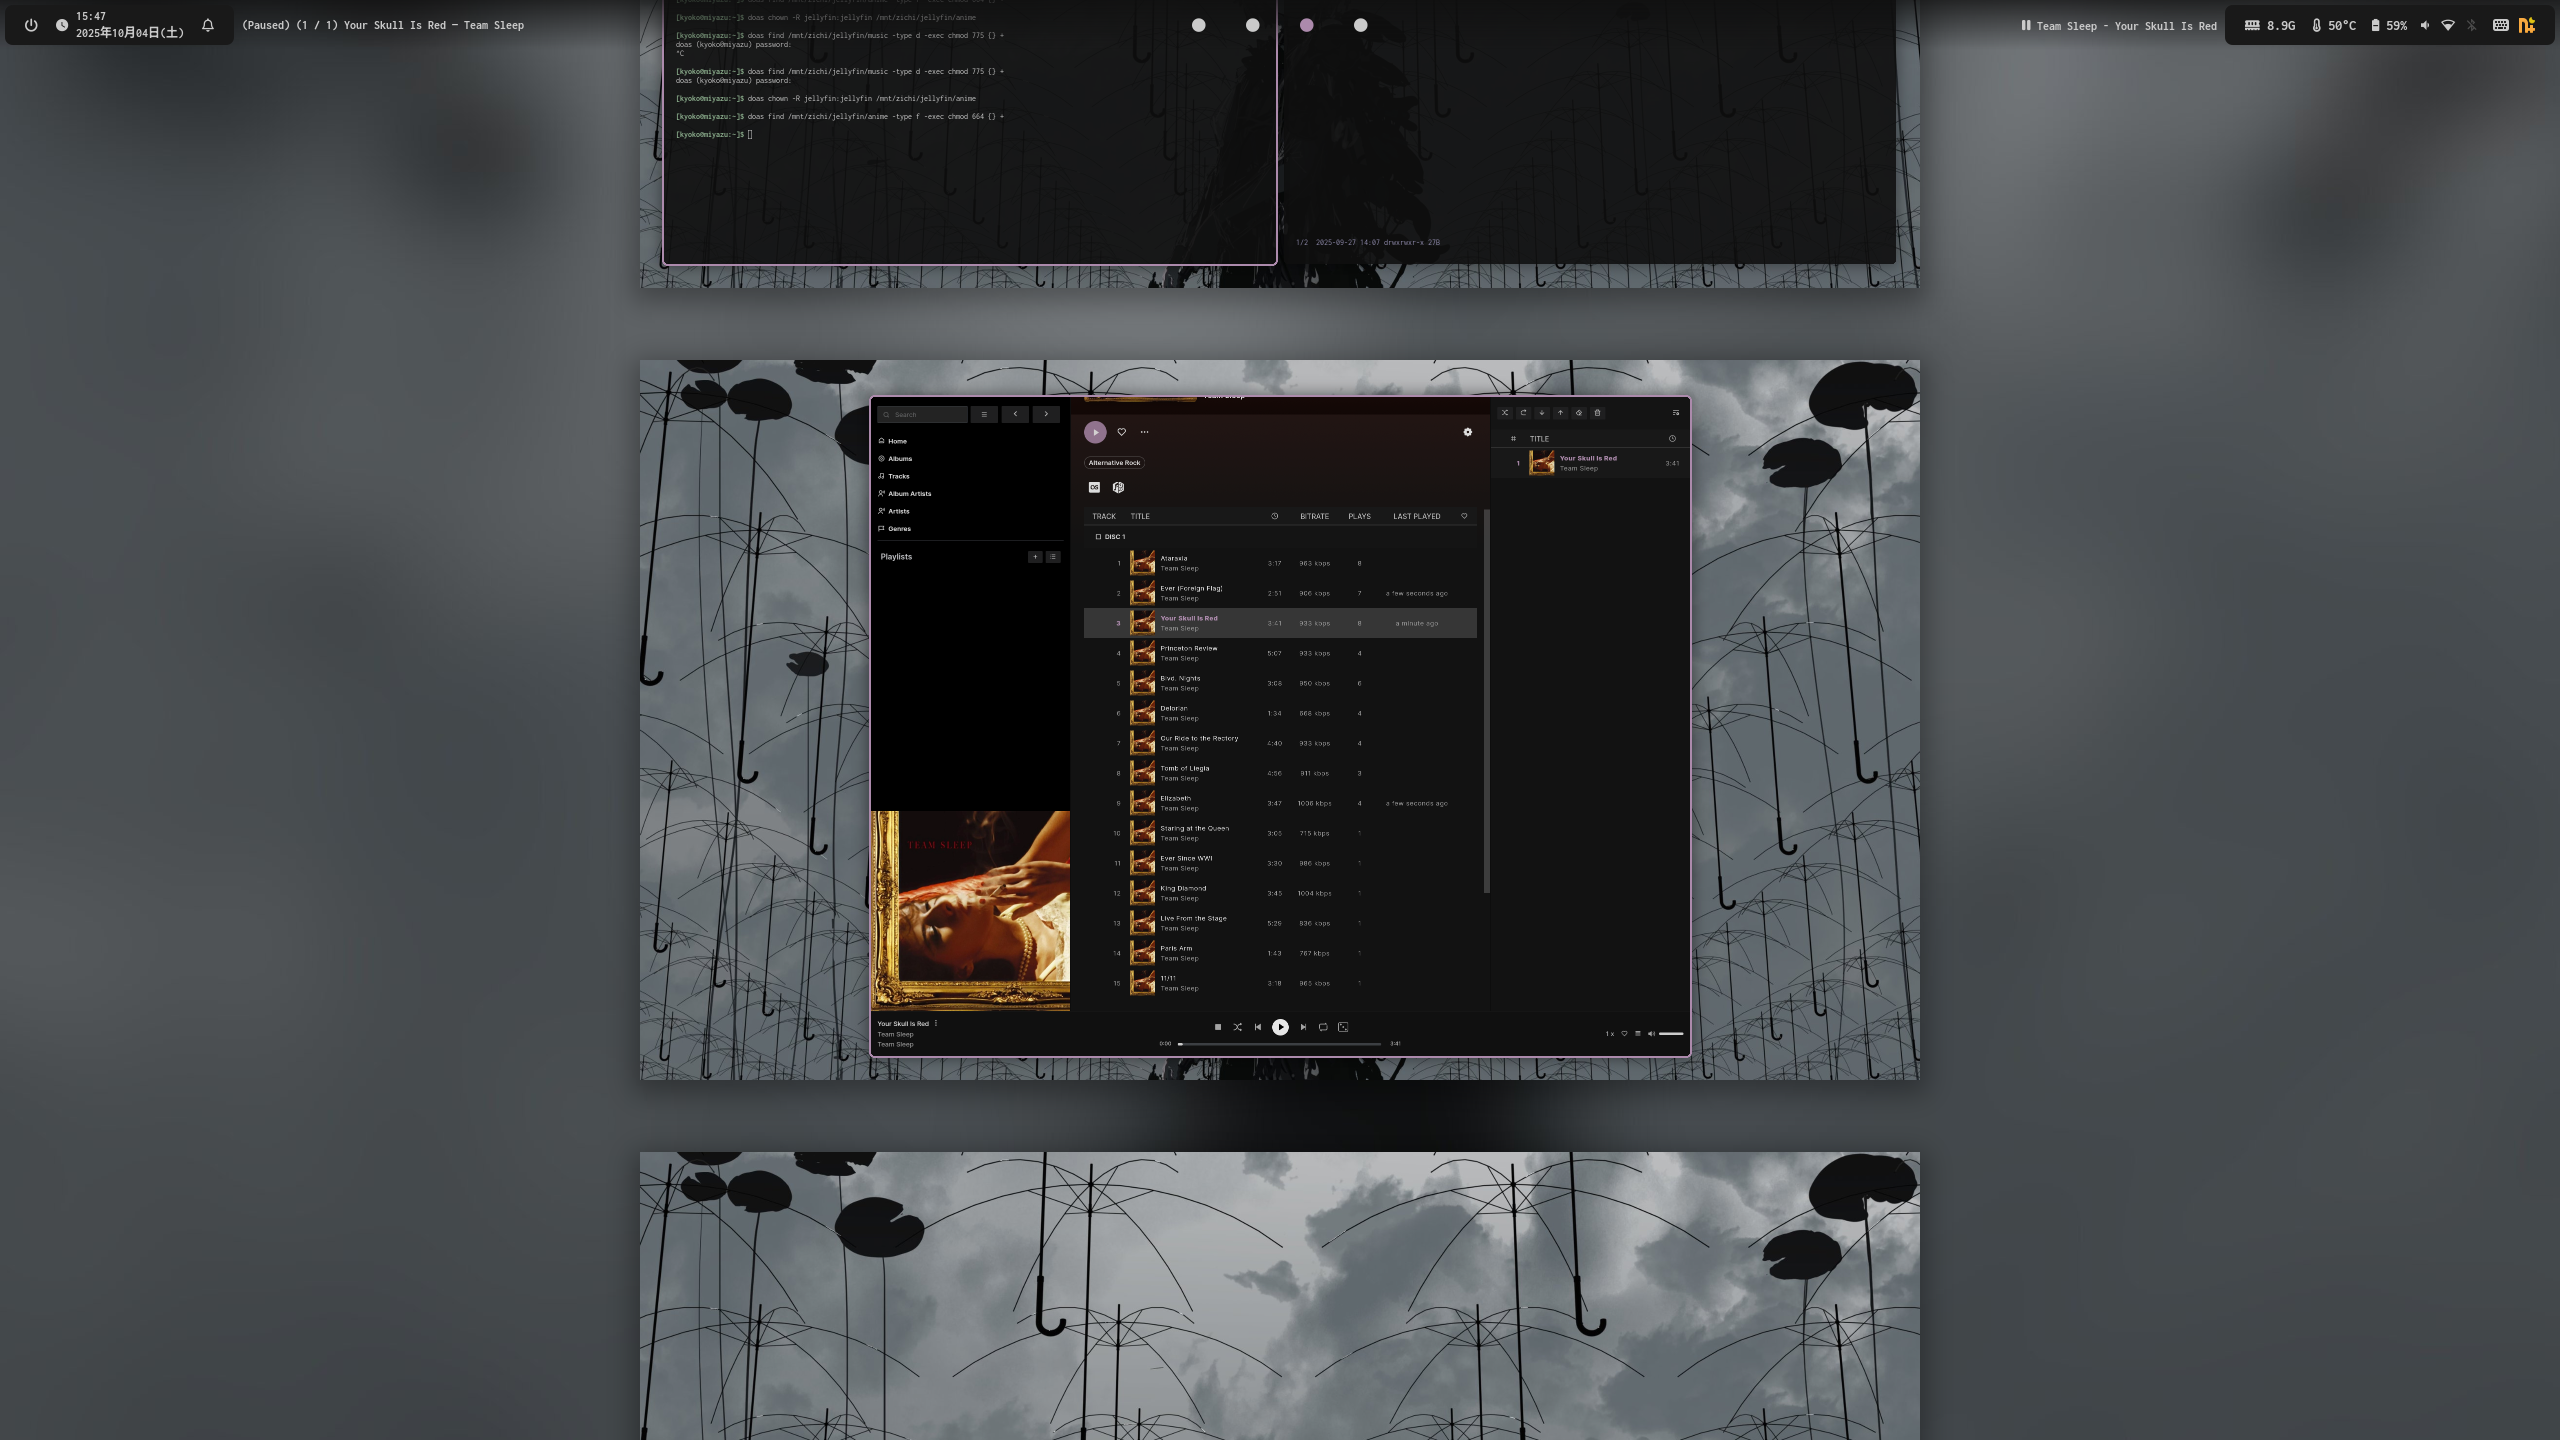 15:47
2025年10月04日(土)
(Paused) (1 / 1) Your Skull Is Red — Team Sleep
Team Sleep - Your Skull Is Red
8.9G
50°C
59%
[kyoko@miyazu:~]$ doas chown -R jellyfin:jellyfin /mnt/zichi/jellyfin/anime
[kyoko@miyazu:~]$ doas find /mnt/zichi/jellyfin/music -type d -exec chmod 775 {} +
doas (kyoko@miyazu) password:
^C
[kyoko@miyazu:~]$ doas find /mnt/zichi/jellyfin/music -type d -exec chmod 775 {} +
doas (kyoko@miyazu) password:
[kyoko@miyazu:~]$ doas chown -R jellyfin:jellyfin /mnt/zichi/jellyfin/anime
[kyoko@miyazu:~]$ doas find /mnt/zichi/jellyfin/anime -type f -exec chmod 664 {} +
[kyoko@miyazu:~]$
1/2 2025-09-27 14:07 drwxrwxr-x 27B
Search
Home
Albums
Tracks
Album Artists
Artists
Genres
Playlists
TEAM SLEEP
Your Skull Is Red
Team Sleep
Team Sleep
Team Sleep
Alternative Rock
TRACK TITLE BITRATE PLAYS LAST PLAYED
DISC 1
1 Ataraxia 3:17 963 kbps 8
Team Sleep
2 Ever (Foreign Flag) 2:51 906 kbps 7 a few seconds ago
Team Sleep
3 Your Skull Is Red 3:41 933 kbps 8 a minute ago
Team Sleep
4 Princeton Review 5:07 933 kbps 4
Team Sleep
5 Blvd. Nights 3:08 950 kbps 6
Team Sleep
6 Delorian 1:34 668 kbps 4
Team Sleep
7 Our Ride to the Rectory 4:40 933 kbps 4
Team Sleep
8 Tomb of Liegia 4:56 911 kbps 3
Team Sleep
9 Elizabeth 3:47 1006 kbps 4 a few seconds ago
Team Sleep
10 Staring at the Queen 3:05 715 kbps 1
Team Sleep
11 Ever Since WWI 3:30 986 kbps 1
Team Sleep
12 King Diamond 3:45 1004 kbps 1
Team Sleep
13 Live From the Stage 5:29 836 kbps 1
Team Sleep
14 Paris Arm 1:43 767 kbps 1
Team Sleep
15 11/11 3:18 965 kbps 1
Team Sleep
# TITLE
1 Your Skull Is Red 3:41
Team Sleep
0:00
3:41
1 x